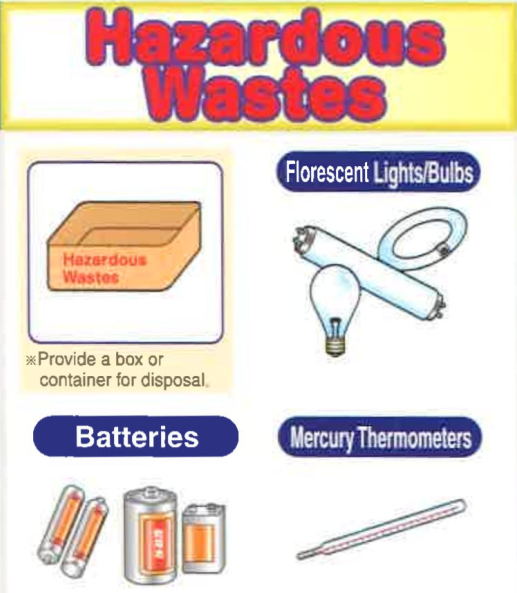 Hazardous
Wastes
Florescent Lights/Bulbs
Hazardous
Wastes
※Provide a box or
container for disposal.
Batteries
Mercury Thermometers